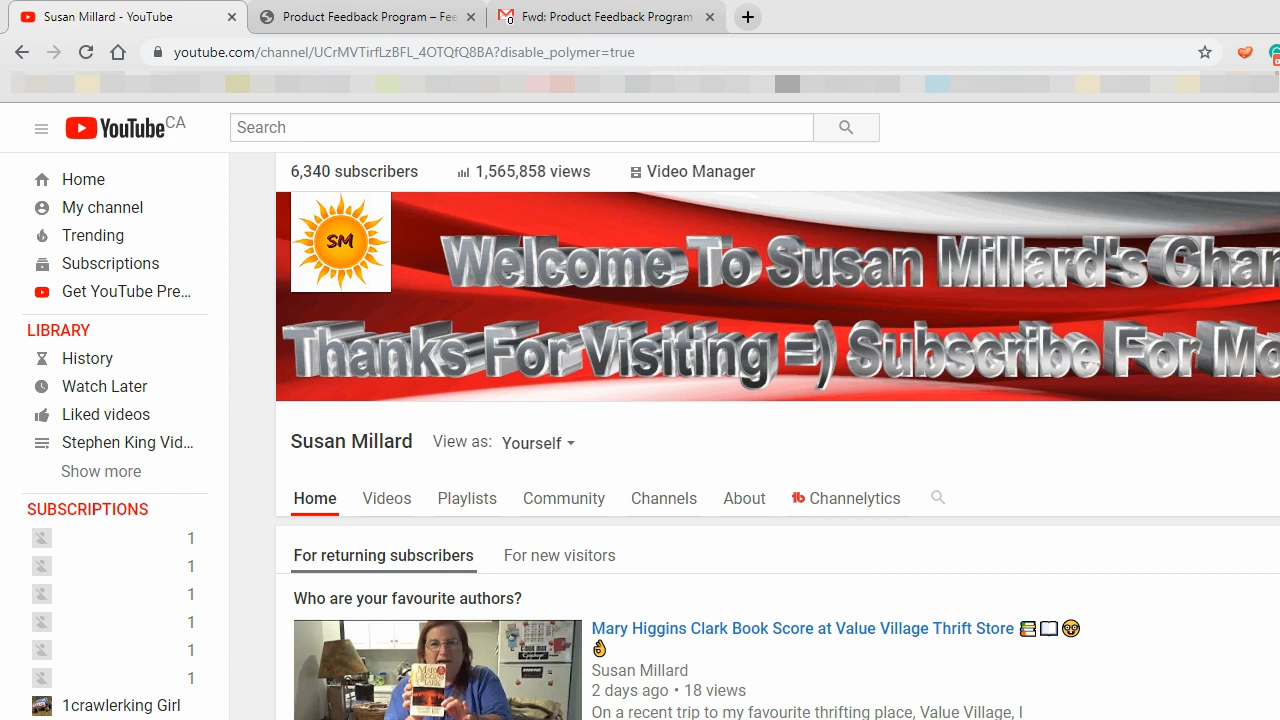 Susan Millard - YouTube
Product Feedback Program – Fee
Fwd: Product Feedback Program
youtube.com/channel/UCrMVTirfLzBFL_4OTQfQ8BA?disable_polymer=true
YouTube CA
Search
6,340 subscribers
1,565,858 views
Video Manager
Home
My channel
Trending
Subscriptions
Get YouTube Pre...
LIBRARY
History
Watch Later
Liked videos
Stephen King Vid...
Show more
SUBSCRIPTIONS
1
1
1
1
1
1
1crawlerking Girl
SM
Welcome To Susan Millard's Chan
Thanks For Visiting =) Subscribe For Mo
Susan Millard
View as: Yourself
Home
Videos
Playlists
Community
Channels
About
Channelytics
For returning subscribers
For new visitors
Who are your favourite authors?
Mary Higgins Clark Book Score at Value Village Thrift Store 📚📖🤓
👌
Susan Millard
2 days ago • 18 views
On a recent trip to my favourite thrifting place, Value Village, I
MARY